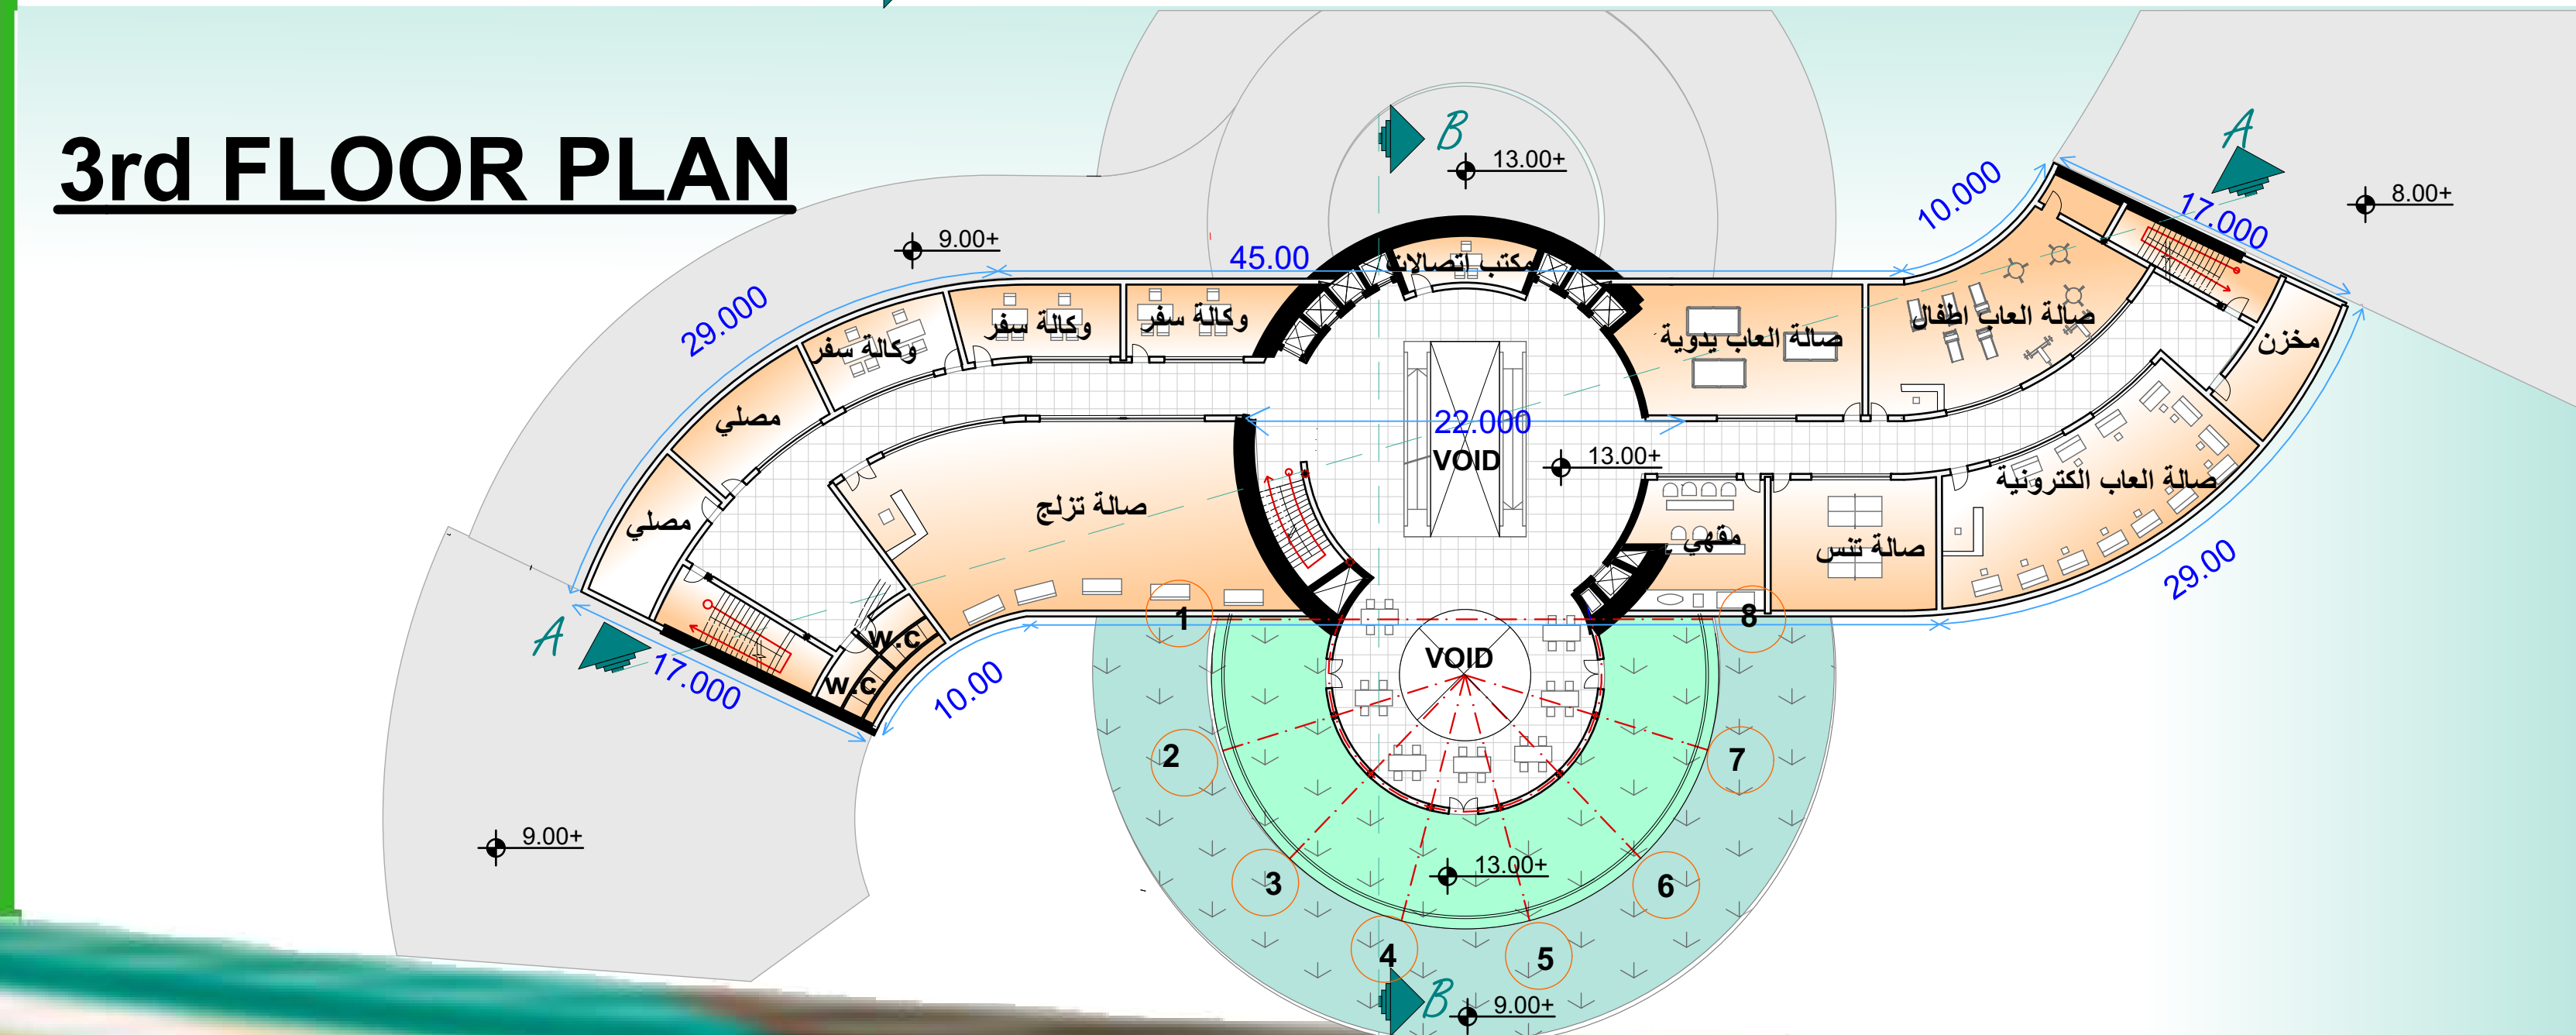 3rd FLOOR PLAN
B
13.00+
A
10.000
17.000
8.00+
9.00+
45.00
مكتب اتصالات
29.000
وكالة سفر
وكالة سفر
وكالة سفر
صالة العاب يدوية
صالة العاب اطفال
مخزن
مصلي
22.000
VOID
13.00+
صالة العاب الكترونية
مصلي
صالة تزلج
مقهى
صالة تنس
29.00
1
8
A
w.c
w.c
17.000
10.00
VOID
2
7
9.00+
3
13.00+
6
4
5
B
9.00+